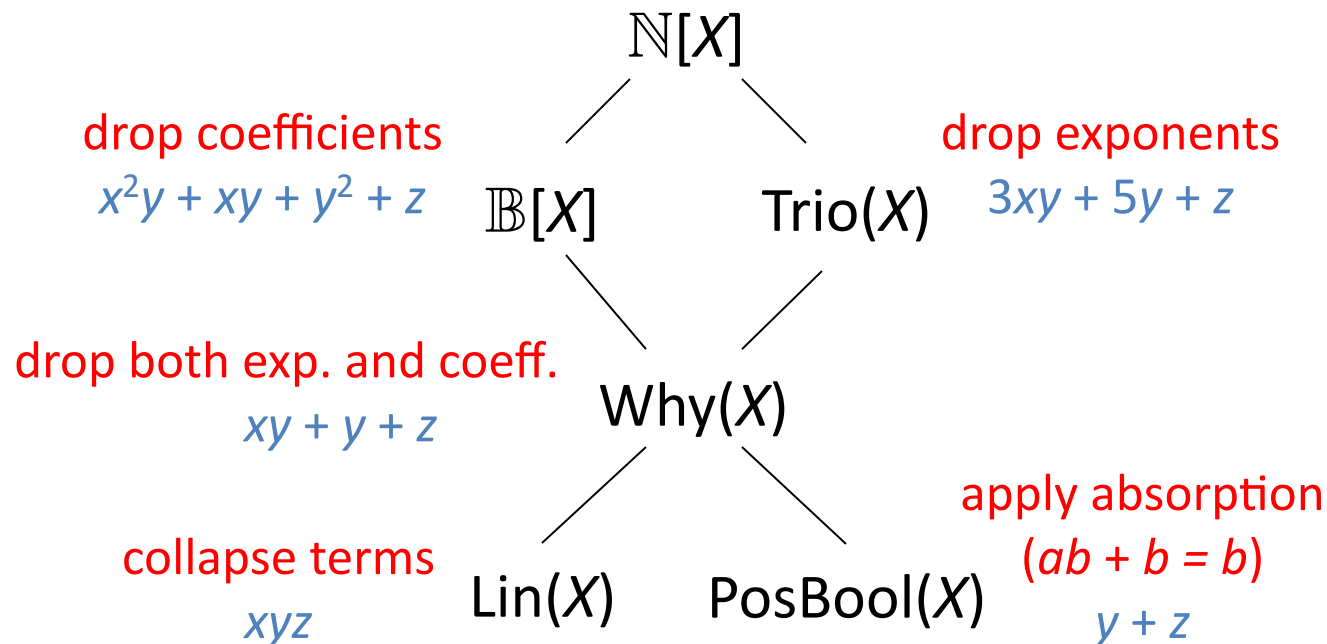 ℕ[X]
drop coefficients
x²y + xy + y² + z
𝔹[X]
Trio(X)
drop exponents
3xy + 5y + z
drop both exp. and coeff.
xy + y + z
Why(X)
collapse terms
xyz
Lin(X)
PosBool(X)
apply absorption
(ab + b = b)
y + z